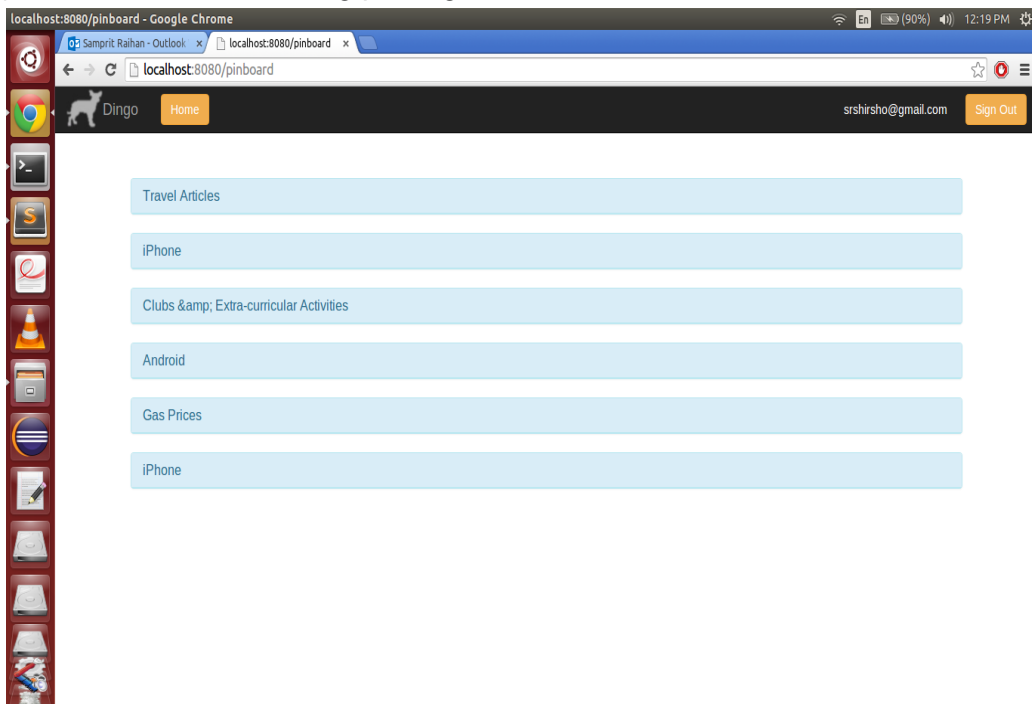 localhost:8080/pinboard - Google Chrome
En (90%) 12:19 PM
Samprit Raihan - Outlook × localhost:8080/pinboard ×
localhost:8080/pinboard
Dingo Home srshirsho@gmail.com Sign Out
Travel Articles
iPhone
Clubs &amp; Extra-curricular Activities
Android
Gas Prices
iPhone